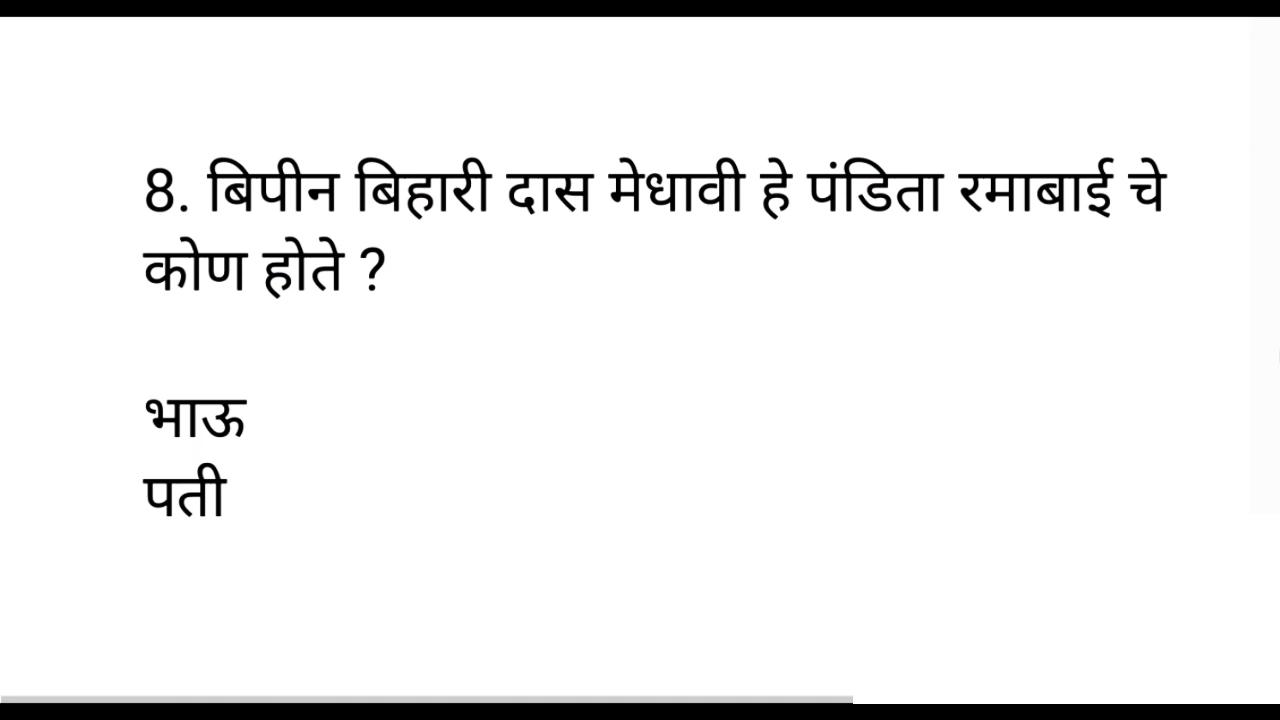 8. बिपीन बिहारी दास मेधावी हे पंडिता रमाबाई चे
कोण होते ?
भाऊ
पती